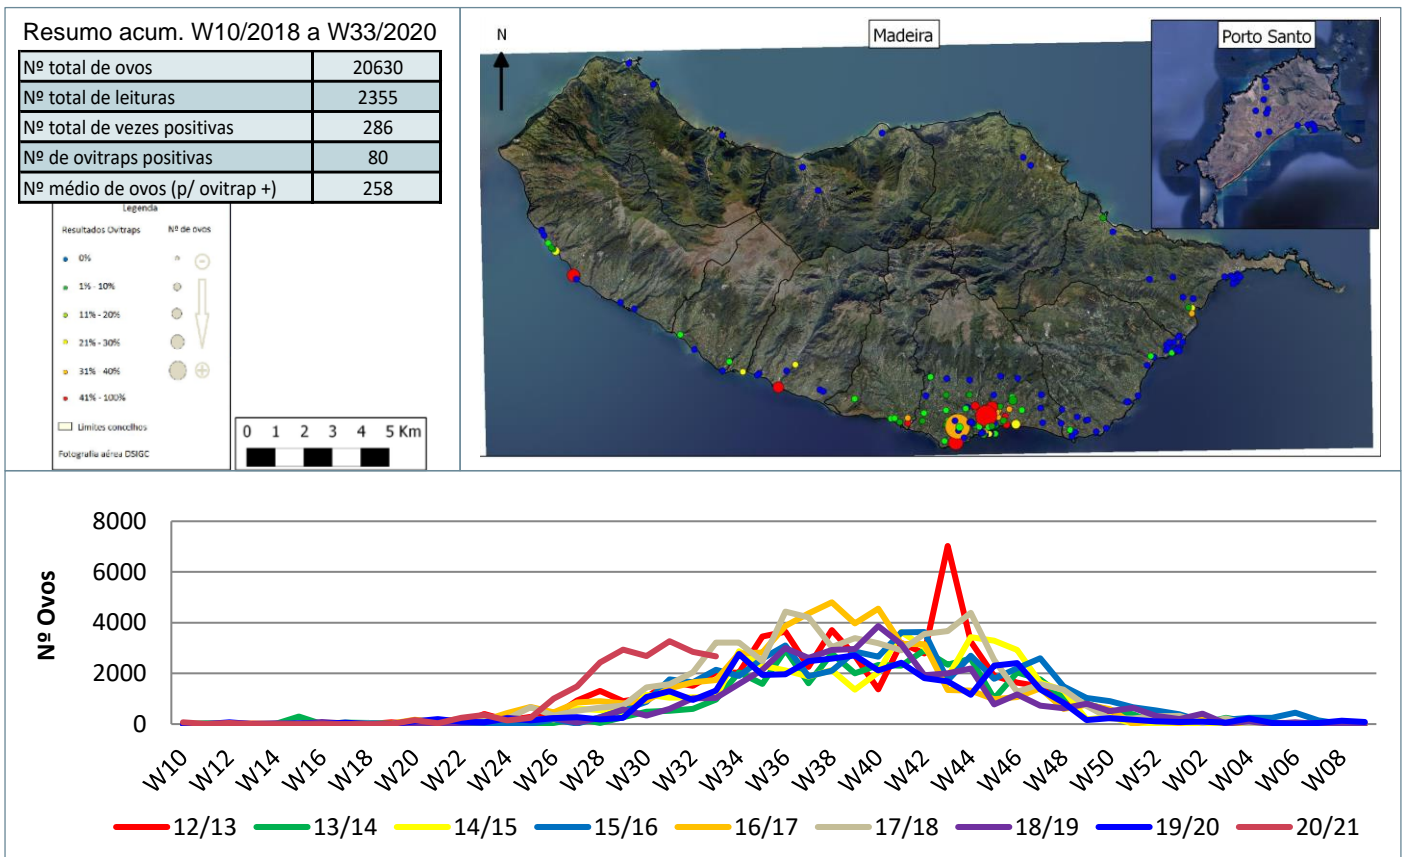 Resumo acum. W10/2018 a W33/2020
Nº total de ovos 20630
Nº total de leituras 2355
Nº total de vezes positivas 286
Nº de ovitraps positivas 80
Nº médio de ovos (p/ ovitrap +) 258
Legenda
Resultados Ovitraps Nº de ovos
0%
1% - 10%
11% - 20%
21% - 30%
31% - 40%
41% - 100%
Limites concelhos
Fotografia aérea DSIGC
0 1 2 3 4 5 Km
N
Madeira
Porto Santo
Nº Ovos
8000
6000
4000
2000
0
W10 W12 W14 W16 W18 W20 W22 W24 W26 W28 W30 W32 W34 W36 W38 W40 W42 W44 W46 W48 W50 W52 W02 W04 W06 W08
12/13 13/14 14/15 15/16 16/17 17/18 18/19 19/20 20/21